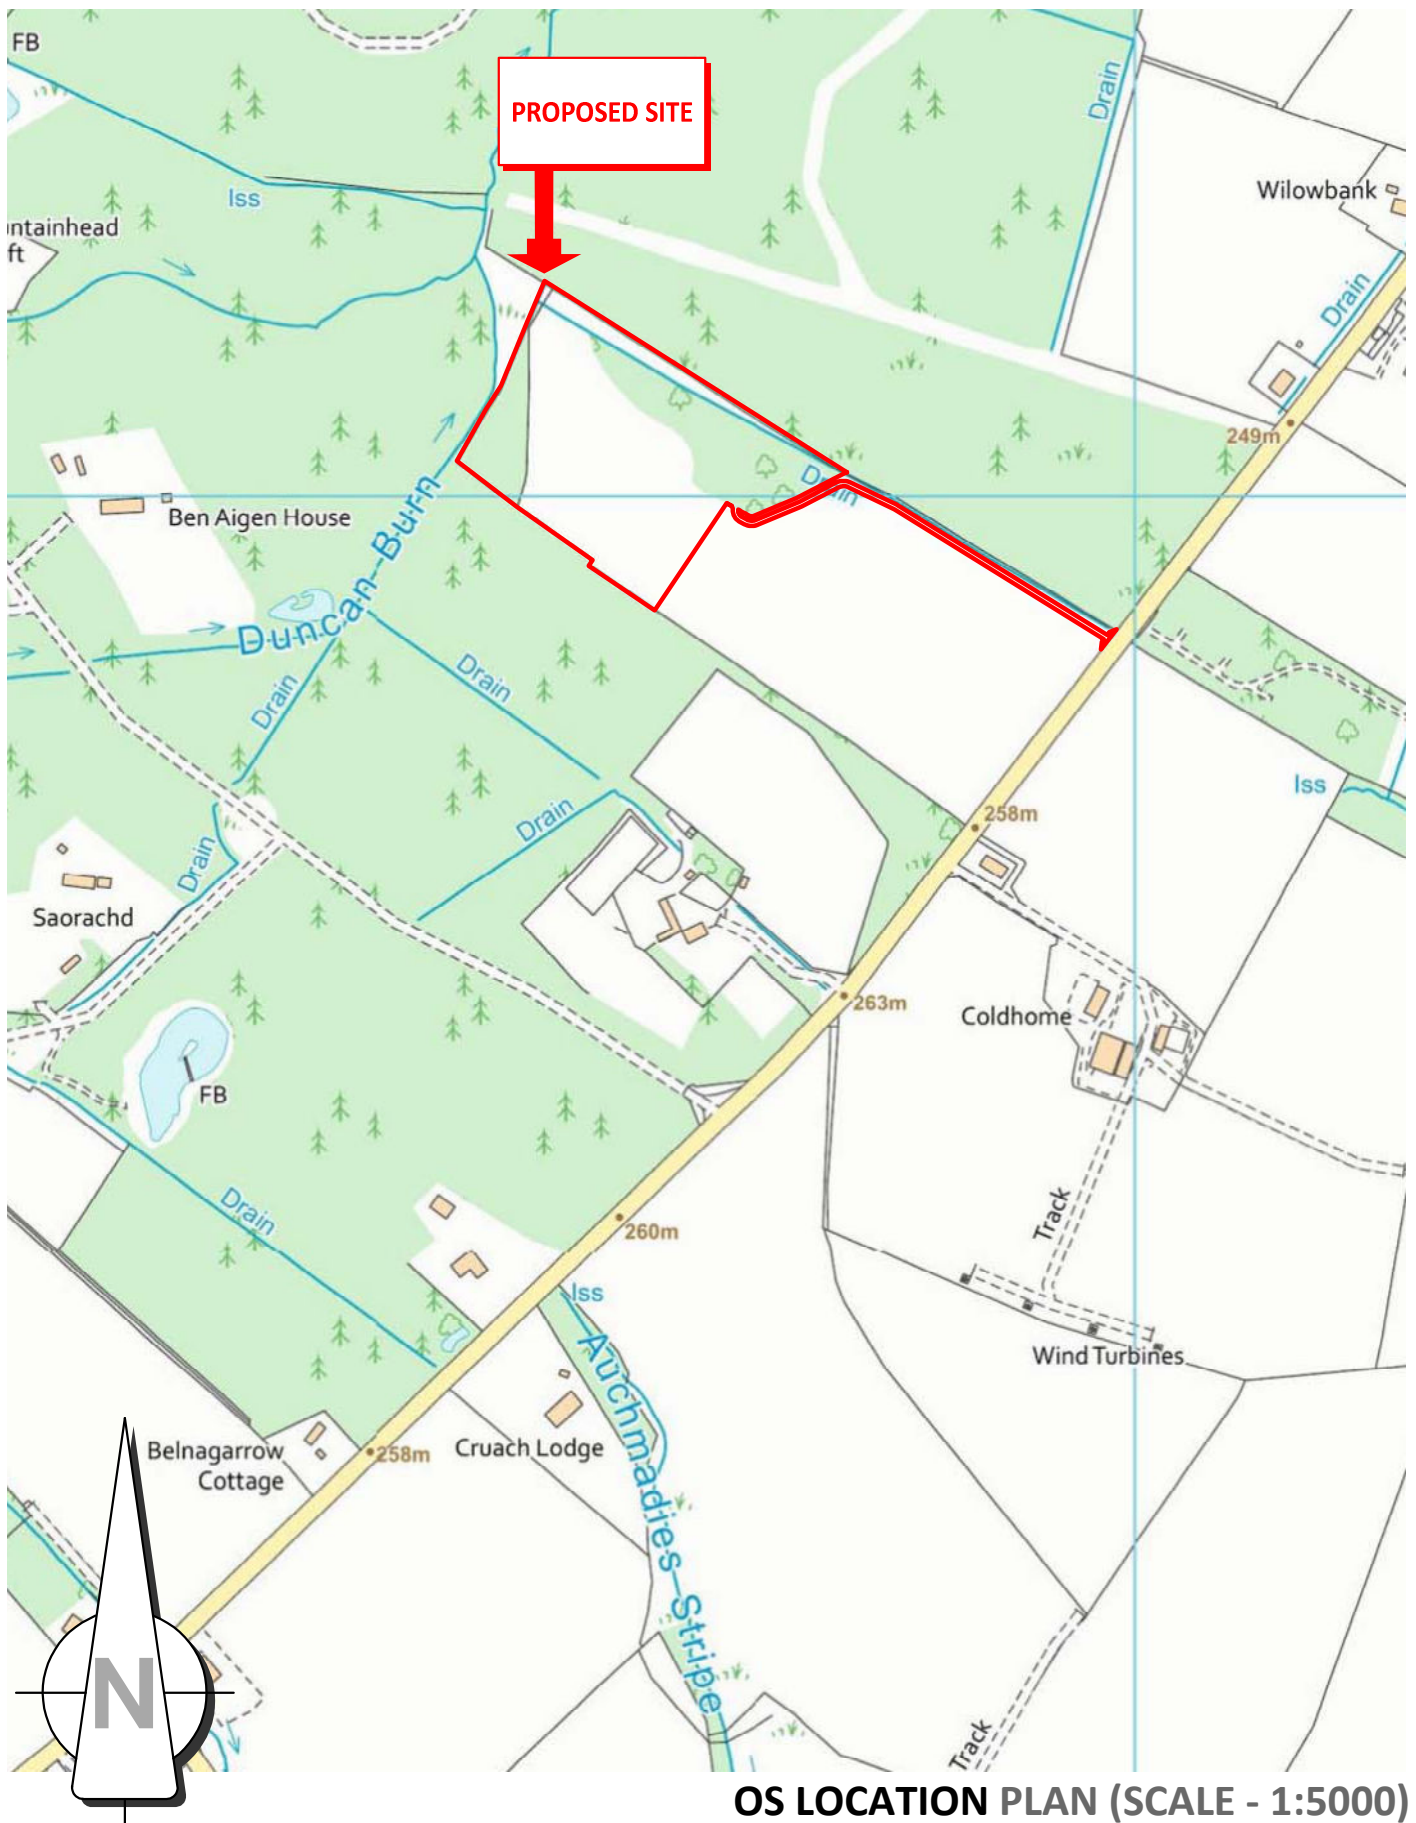 FB
PROPOSED SITE
Drain
Iss
Wilowbank
untainhead
ft
Drain
249m
Drain
Ben Aigen House
Duncan Burn
Drain
Drain
Iss
258m
Drain
Drain
Saorachd
263m
Coldhome
FB
Track
Drain
260m
Iss
Wind Turbines
Auchmadies Stripe
Belnagarrow
Cottage
258m
Cruach Lodge
N
Track
OS LOCATION PLAN (SCALE - 1:5000)